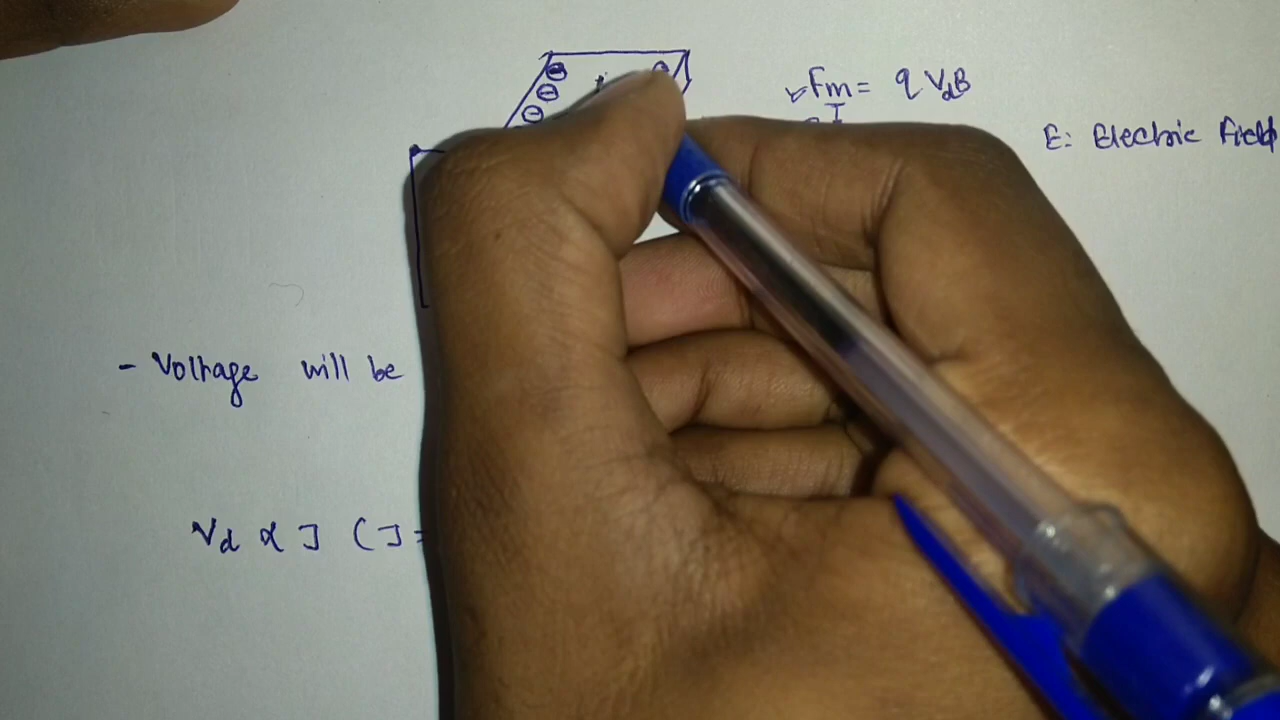 Fm = q VdB
E: Electric Field
- Voltage will be
Vd α J (J =